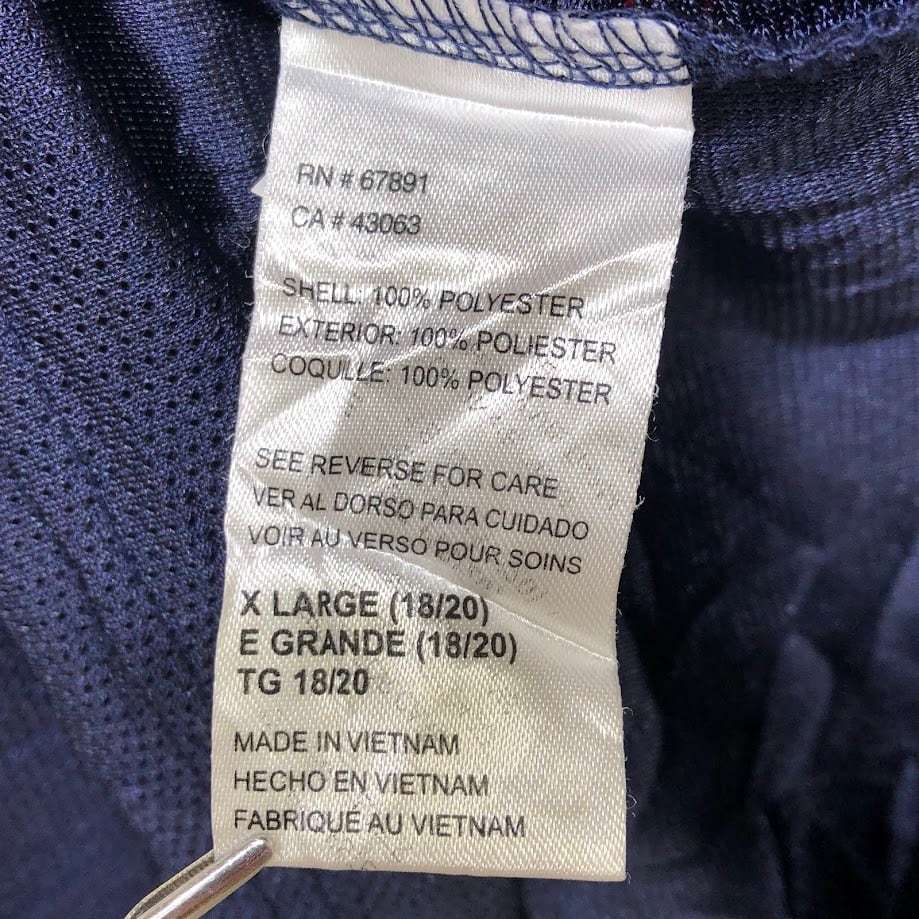 RN # 67891
CA # 43063
SHELL: 100% POLYESTER
EXTERIOR: 100% POLIESTER
COQUILLE: 100% POLYESTER
SEE REVERSE FOR CARE
VER AL DORSO PARA CUIDADO
VOIR AU VERSO POUR SOINS
X LARGE (18/20)
E GRANDE (18/20)
TG 18/20
MADE IN VIETNAM
HECHO EN VIETNAM
FABRIQUÉ AU VIETNAM